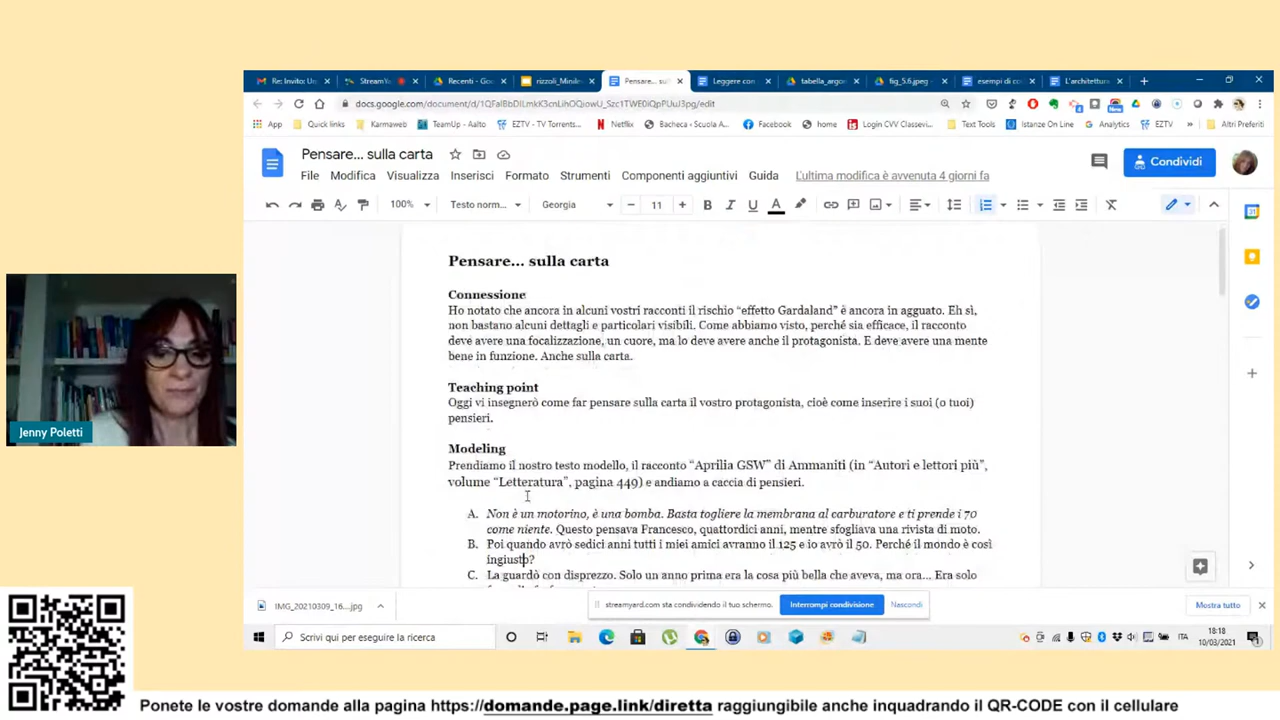 Re: Invito: Un
StreamYa
Recenti - Goo
rizzoli_Minile
Pensare... sulla
Leggere con
tabella_argo
fig_5.6.jpeg
esempi di co
L'architettura
docs.google.com/document/d/1QFalBbDlLmkK3cnLihOQiowU_Szc1TWE0iQpPUuJ3pg/edit
App
Quick links
Karmaweb
TeamUp - Aalto
EZTV - TV Torrents...
Netflix
Bacheca - Scuola A...
Facebook
home
Login CVV Classevi...
Text Tools
Istanze On Line
Analytics
EZTV
»
Altri Preferiti
Pensare... sulla carta
Condividi
File Modifica Visualizza Inserisci Formato Strumenti Componenti aggiuntivi Guida L'ultima modifica è avvenuta 4 giorni fa
100% Testo norm... Georgia − 11 + B I U A
Pensare... sulla carta
Connessione
Ho notato che ancora in alcuni vostri racconti il rischio “effetto Gardaland” è ancora in agguato. Eh sì,
non bastano alcuni dettagli e particolari visibili. Come abbiamo visto, perché sia efficace, il racconto
deve avere una focalizzazione, un cuore, ma lo deve avere anche il protagonista. E deve avere una mente
bene in funzione. Anche sulla carta.
Teaching point
Oggi vi insegnerò come far pensare sulla carta il vostro protagonista, cioè come inserire i suoi (o tuoi)
pensieri.
Modeling
Prendiamo il nostro testo modello, il racconto “Aprilia GSW” di Ammaniti (in “Autori e lettori più”,
volume “Letteratura”, pagina 449) e andiamo a caccia di pensieri.
A. Non è un motorino, è una bomba. Basta togliere la membrana al carburatore e ti prende i 70
come niente. Questo pensava Francesco, quattordici anni, mentre sfogliava una rivista di moto.
B. Poi quando avrò sedici anni tutti i miei amici avranno il 125 e io avrò il 50. Perché il mondo è così
ingiusto?
C. La guardò con disprezzo. Solo un anno prima era la cosa più bella che aveva, ma ora... Era solo
Jenny Poletti
IMG_20210309_16....jpg
streamyard.com sta condividendo il tuo schermo.
Interrompi condivisione
Nascondi
Mostra tutto
Scrivi qui per eseguire la ricerca
ITA
18:18
10/03/2021
Ponete le vostre domande alla pagina https://domande.page.link/diretta raggiungibile anche inquadrando il QR-CODE con il cellulare